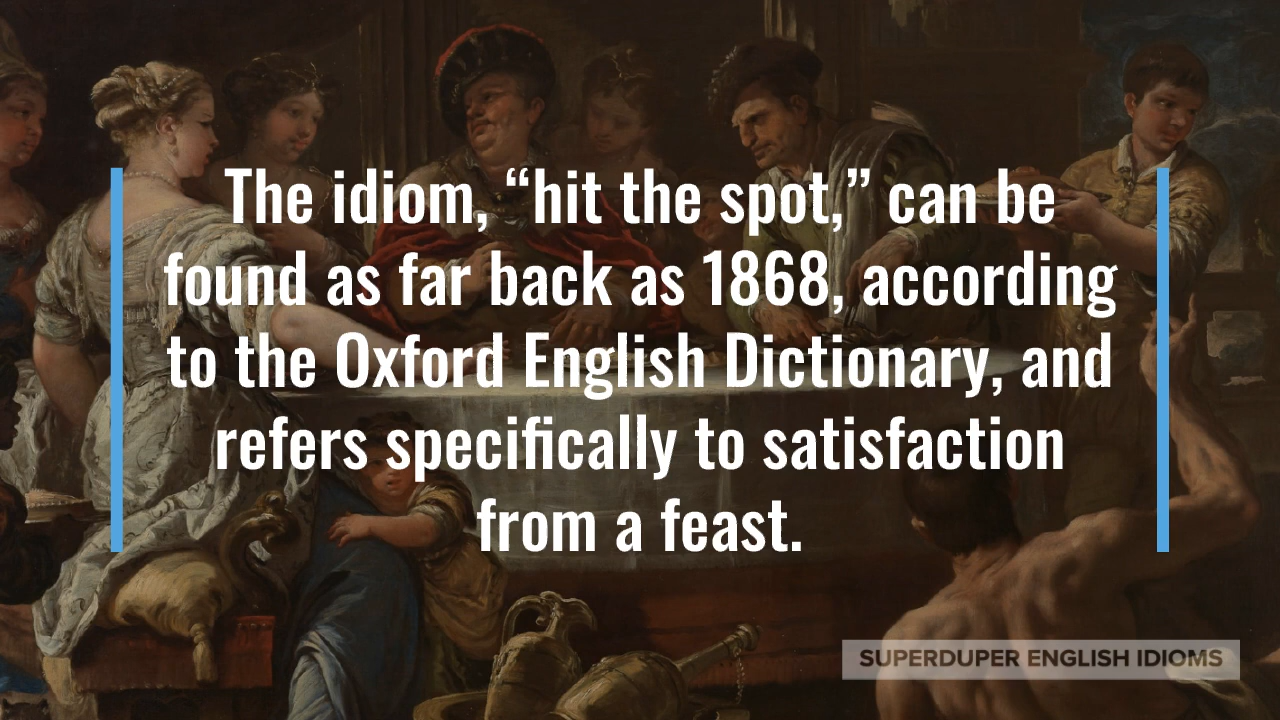 The idiom, “hit the spot,” can be
found as far back as 1868, according
to the Oxford English Dictionary, and
refers specifically to satisfaction
from a feast.
SUPERDUPER ENGLISH IDIOMS